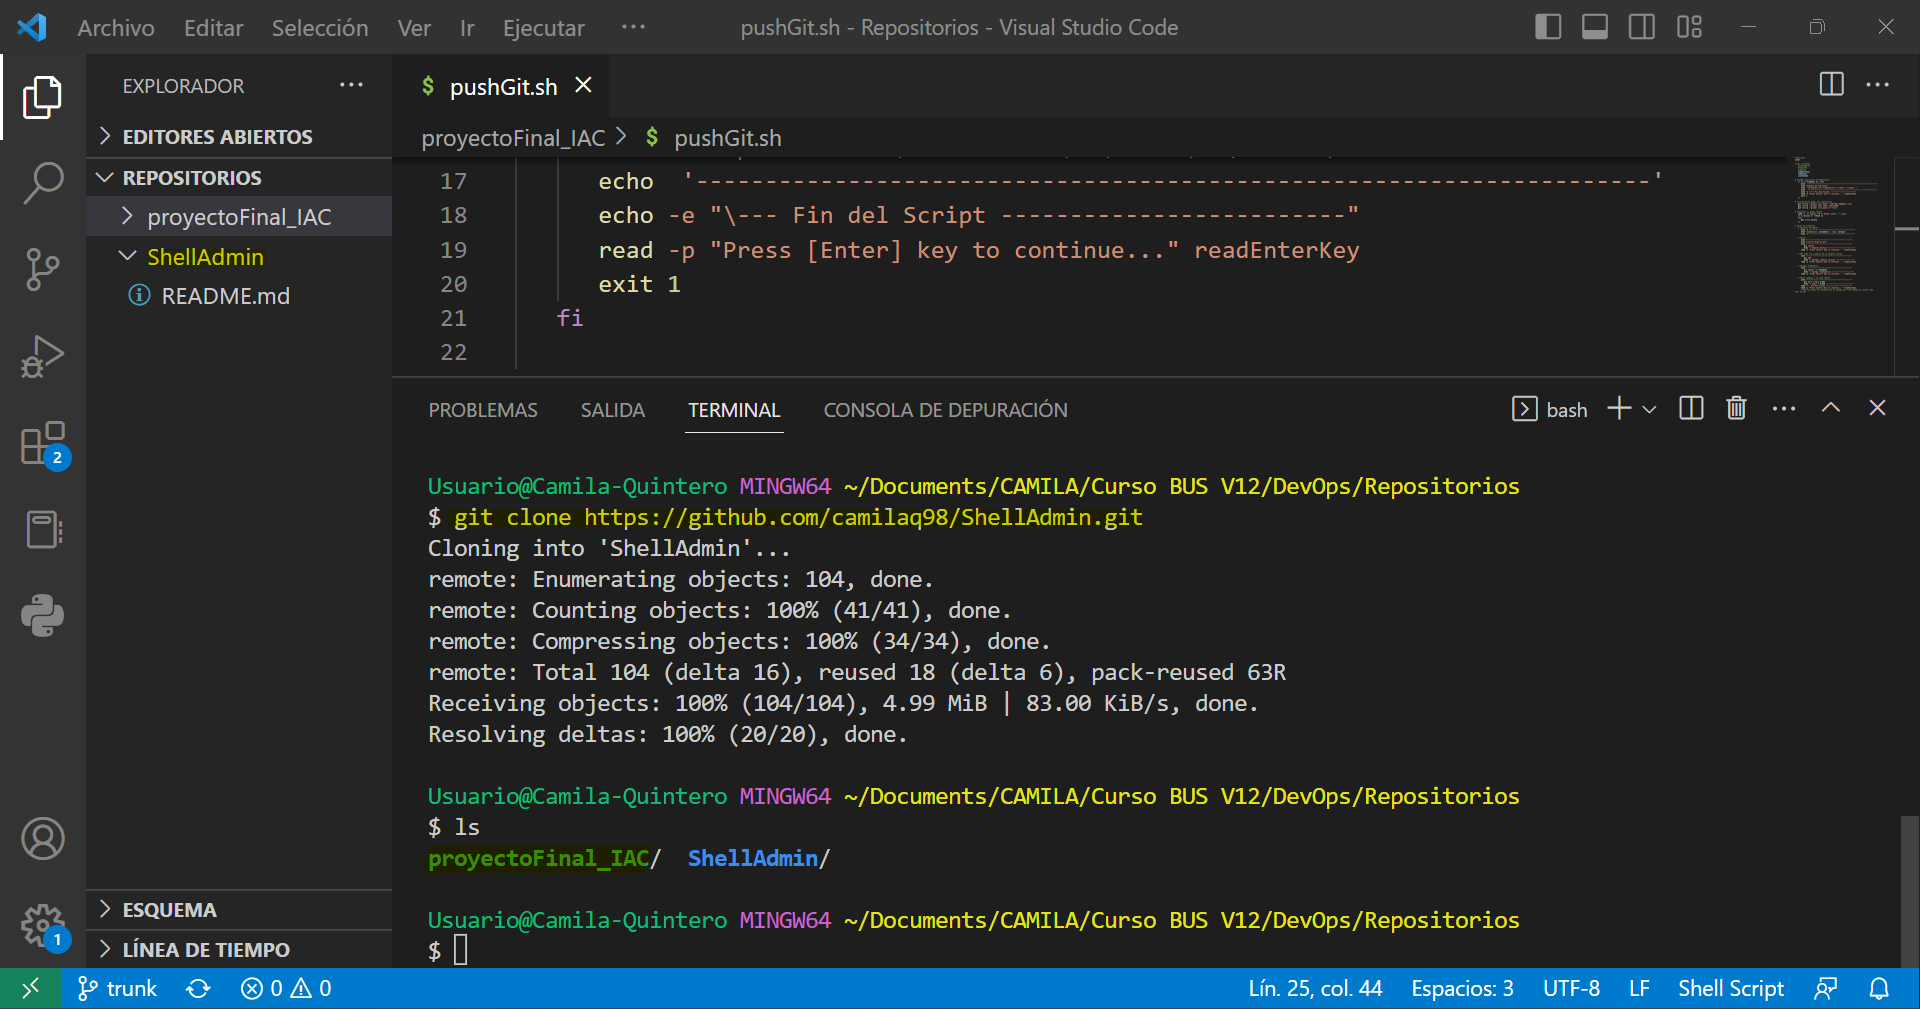 Archivo Editar Selección Ver Ir Ejecutar ··· pushGit.sh - Repositorios - Visual Studio Code
EXPLORADOR ···
EDITORES ABIERTOS
REPOSITORIOS
proyectoFinal_IAC
ShellAdmin
README.md
ESQUEMA
LÍNEA DE TIEMPO
2
1
$ pushGit.sh
proyectoFinal_IAC > $ pushGit.sh
17 echo '---------------------------------------------------------------------'
18 echo -e "\--- Fin del Script -------------------------"
19 read -p "Press [Enter] key to continue..." readEnterKey
20 exit 1
21 fi
22
PROBLEMAS SALIDA TERMINAL CONSOLA DE DEPURACIÓN bash
Usuario@Camila-Quintero MINGW64 ~/Documents/CAMILA/Curso BUS V12/DevOps/Repositorios
$ git clone https://github.com/camilaq98/ShellAdmin.git
Cloning into 'ShellAdmin'...
remote: Enumerating objects: 104, done.
remote: Counting objects: 100% (41/41), done.
remote: Compressing objects: 100% (34/34), done.
remote: Total 104 (delta 16), reused 18 (delta 6), pack-reused 63R
Receiving objects: 100% (104/104), 4.99 MiB | 83.00 KiB/s, done.
Resolving deltas: 100% (20/20), done.
Usuario@Camila-Quintero MINGW64 ~/Documents/CAMILA/Curso BUS V12/DevOps/Repositorios
$ ls
proyectoFinal_IAC/ ShellAdmin/
Usuario@Camila-Quintero MINGW64 ~/Documents/CAMILA/Curso BUS V12/DevOps/Repositorios
$
trunk 0 0 Lín. 25, col. 44 Espacios: 3 UTF-8 LF Shell Script